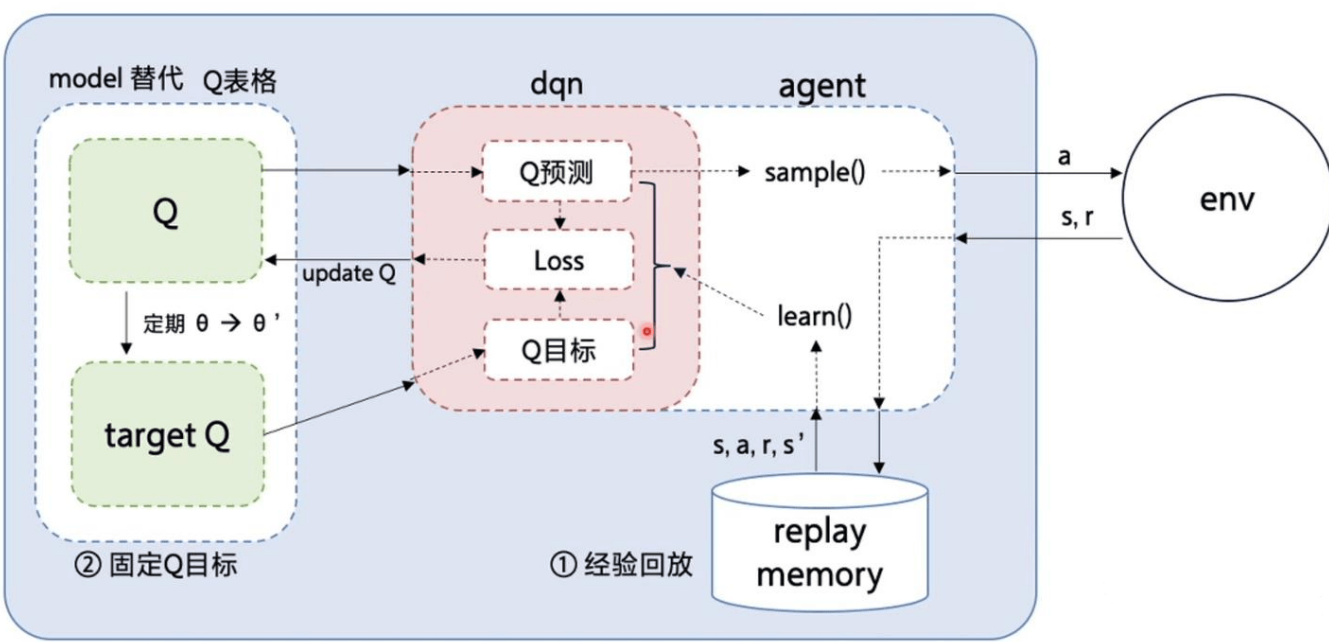 model 替代 Q表格
dqn
agent
Q
Q预测
sample()
a
env
s, r
Loss
update Q
learn()
定期 θ → θ '
Q目标
target Q
s, a, r, s'
replay
memory
② 固定Q目标
① 经验回放